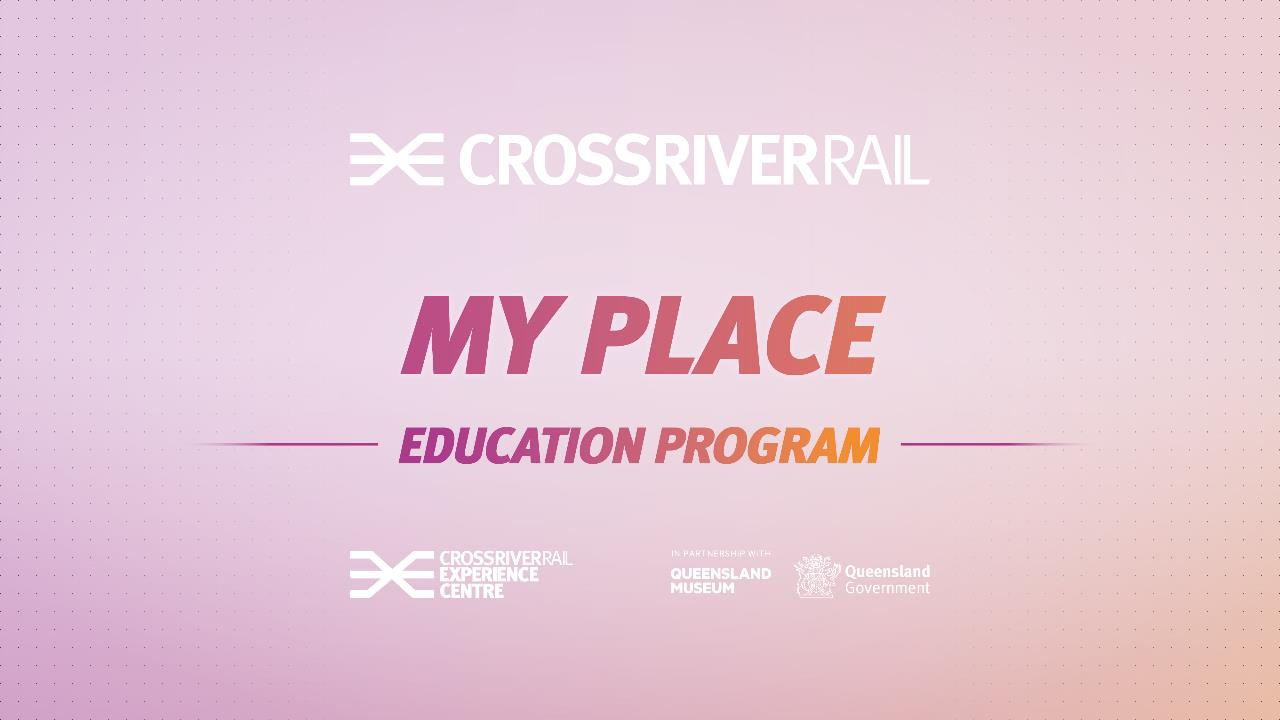 CROSSRIVERRAIL
MY PLACE
EDUCATION PROGRAM
CROSSRIVERRAIL
EXPERIENCE
CENTRE
IN PARTNERSHIP WITH
QUEENSLAND
MUSEUM
Queensland
Government